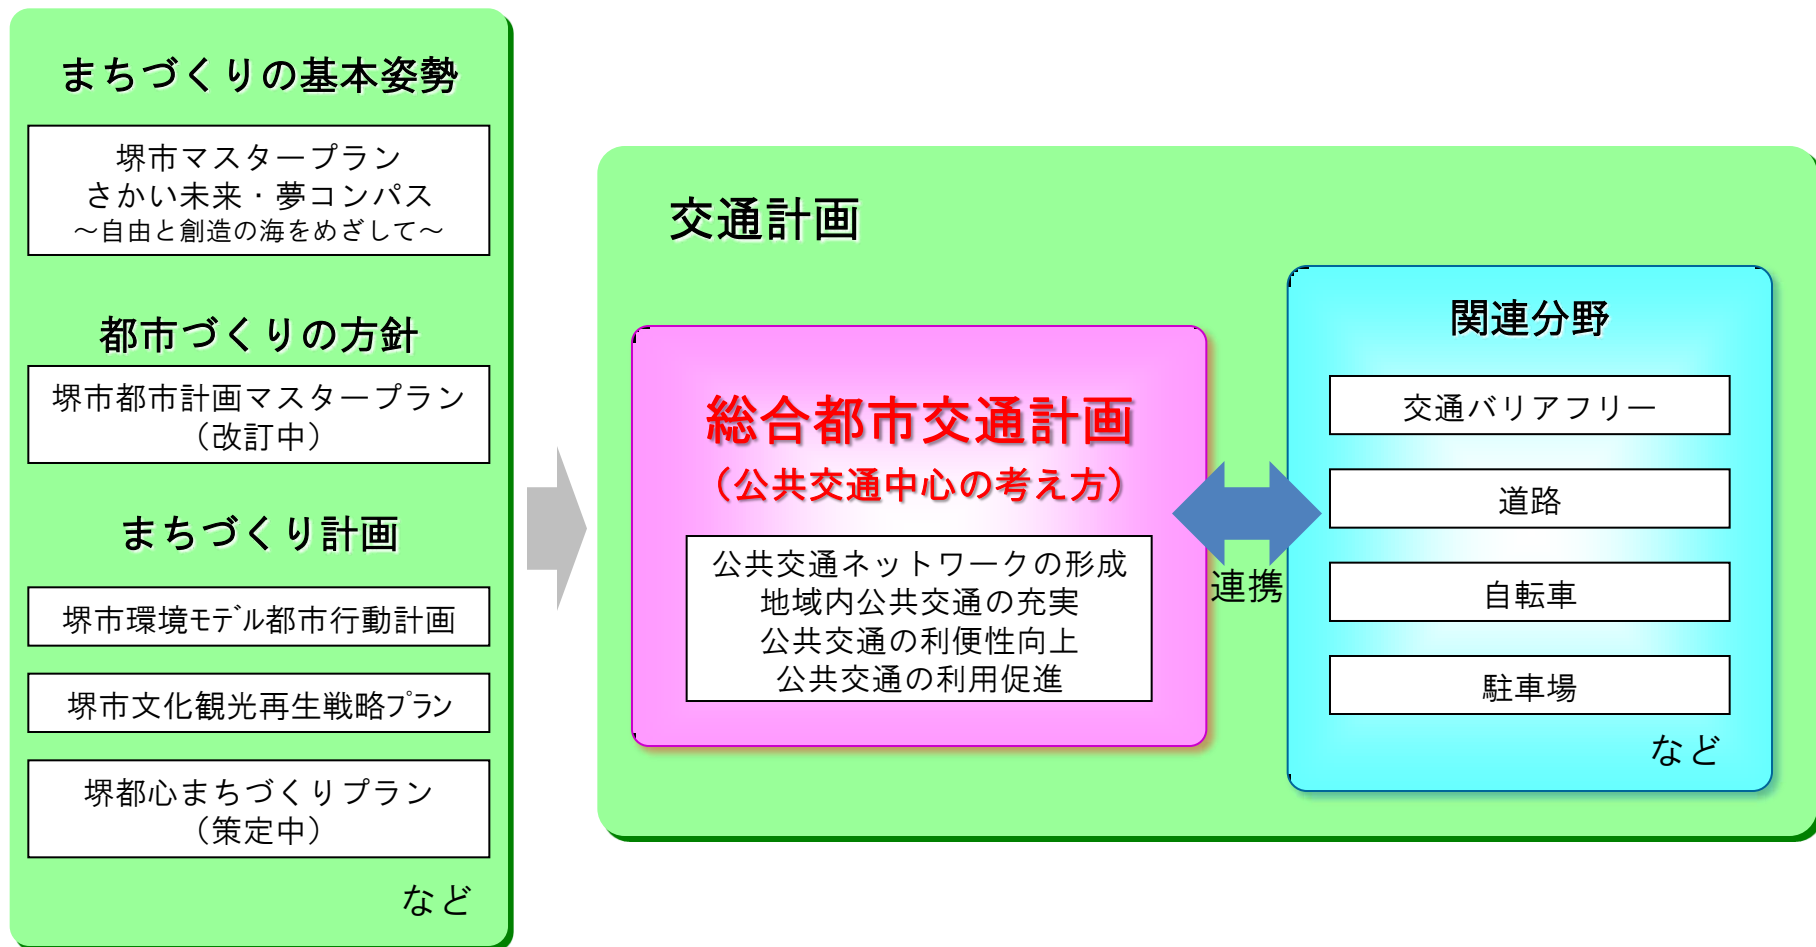 まちづくりの基本姿勢
堺市マスタープラン
さかい未来・夢コンパス
～自由と創造の海をめざして～
都市づくりの方針
堺市都市計画マスタープラン
（改訂中）
まちづくり計画
堺市環境ﾓﾃﾞﾙ都市行動計画
堺市文化観光再生戦略ﾌﾟﾗﾝ
堺都心まちづくりプラン
（策定中）
など
交通計画
総合都市交通計画
（公共交通中心の考え方）
公共交通ネットワークの形成
地域内公共交通の充実
公共交通の利便性向上
公共交通の利用促進
連携
関連分野
交通バリアフリー
道路
自転車
駐車場
など